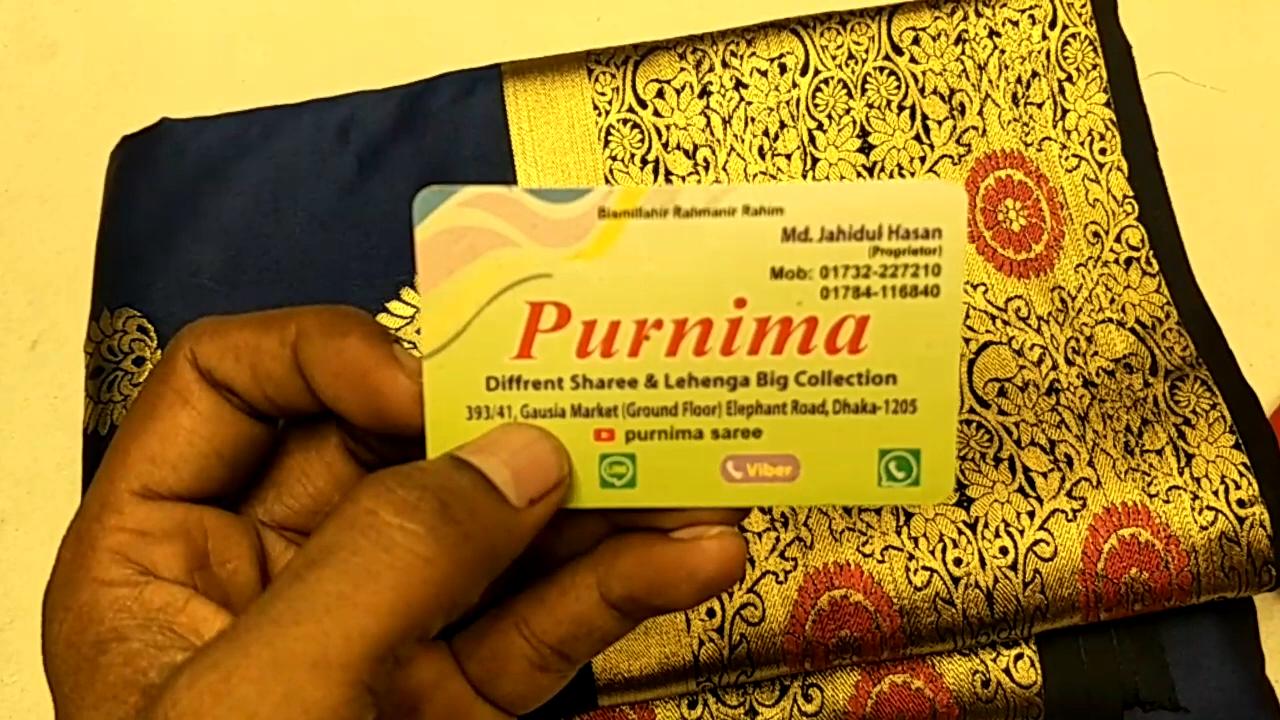 Bismillahir Rahmanir Rahim
Md. Jahidul Hasan
(Proprietor)
Mob: 01732-227210
01784-116840
Purnima
Diffrent Sharee & Lehenga Big Collection
393/41, Gausia Market (Ground Floor) Elephant Road, Dhaka-1205
purnima saree
LINE
Viber